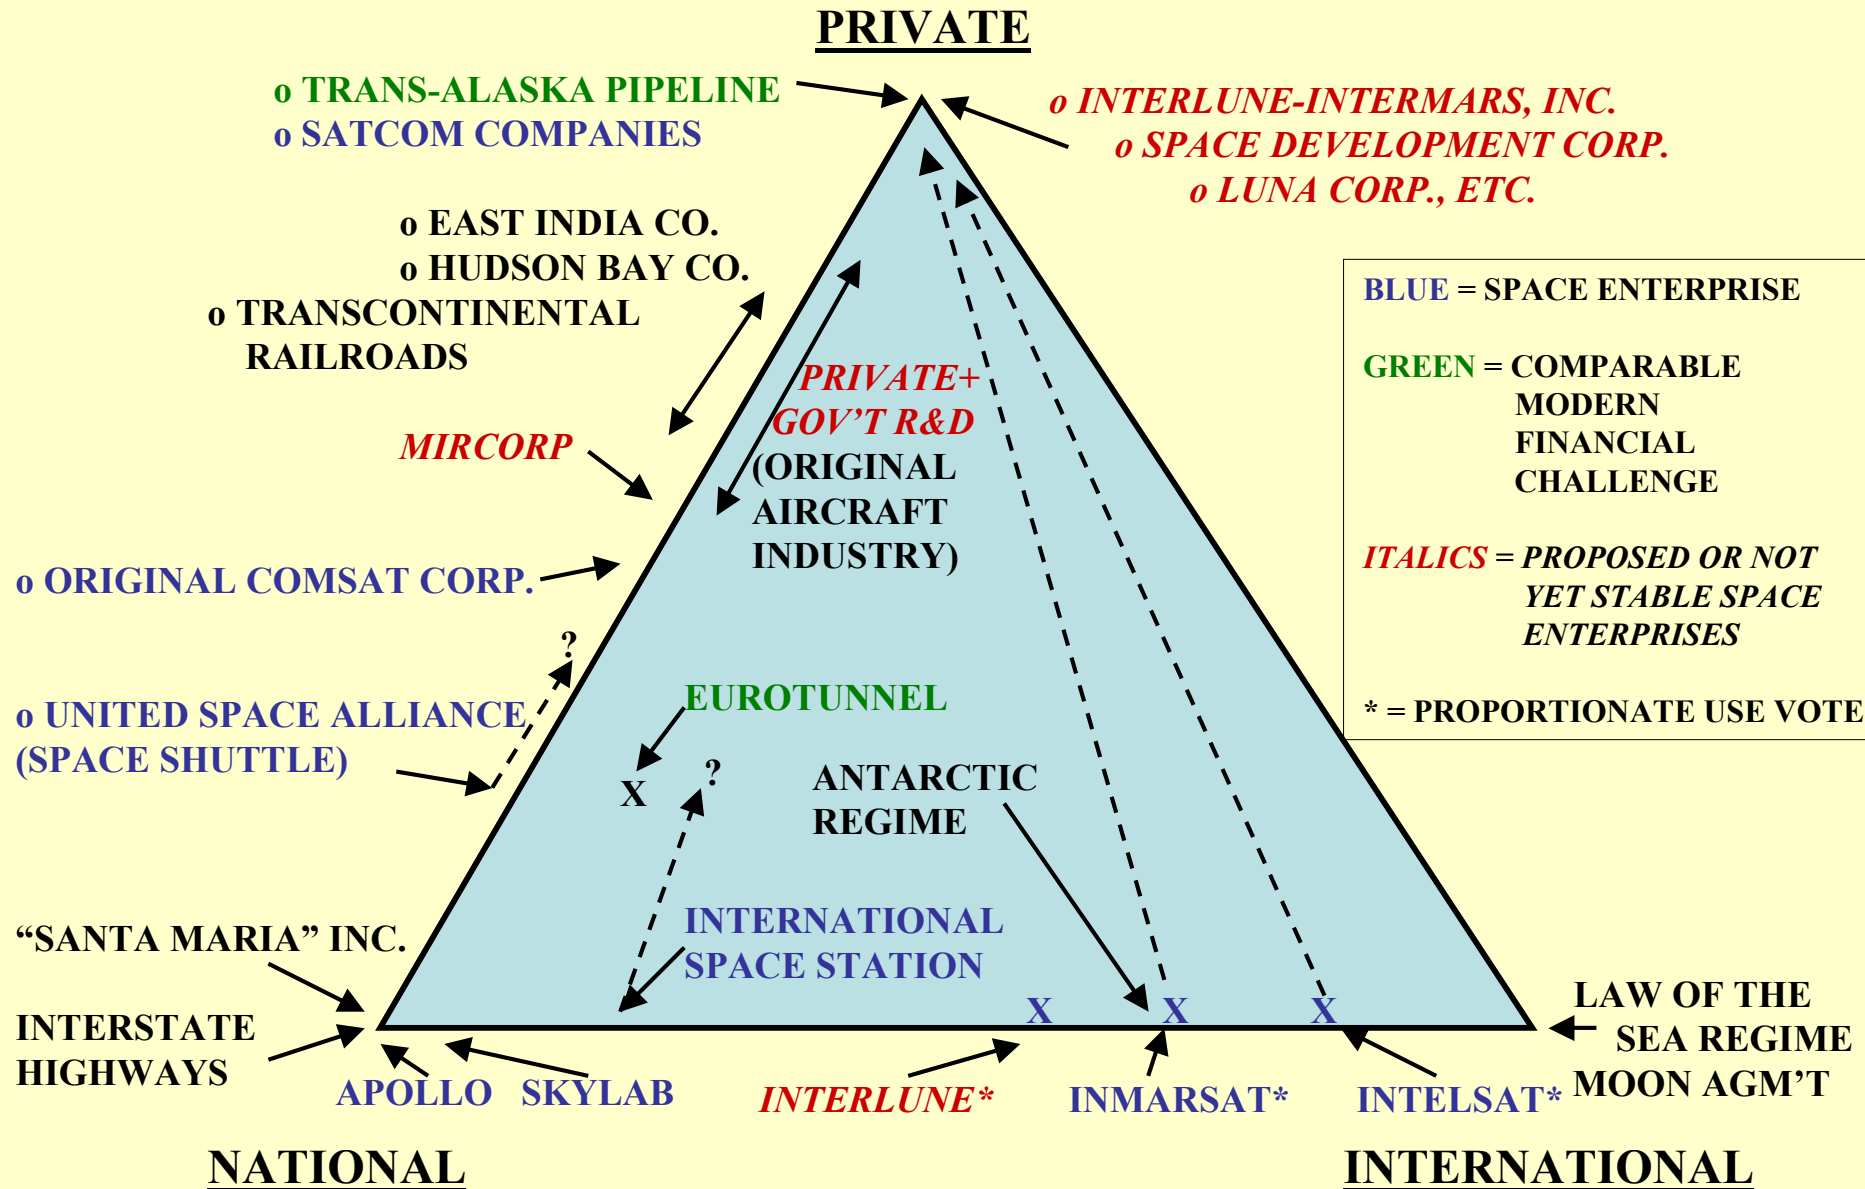 PRIVATE
o TRANS-ALASKA PIPELINE
o SATCOM COMPANIES
o INTERLUNE-INTERMARS, INC.
o SPACE DEVELOPMENT CORP.
o LUNA CORP., ETC.
o EAST INDIA CO.
o HUDSON BAY CO.
o TRANSCONTINENTAL
RAILROADS
BLUE = SPACE ENTERPRISE
GREEN = COMPARABLE
MODERN
FINANCIAL
CHALLENGE
ITALICS = PROPOSED OR NOT
YET STABLE SPACE
ENTERPRISES
* = PROPORTIONATE USE VOTE
PRIVATE+
GOV’T R&D
(ORIGINAL
AIRCRAFT
INDUSTRY)
MIRCORP
o ORIGINAL COMSAT CORP.
?
o UNITED SPACE ALLIANCE
(SPACE SHUTTLE)
EUROTUNNEL
X
?
ANTARCTIC
REGIME
INTERNATIONAL
SPACE STATION
“SANTA MARIA” INC.
INTERSTATE
HIGHWAYS
X X X
LAW OF THE
SEA REGIME
MOON AGM’T
APOLLO SKYLAB INTERLUNE* INMARSAT* INTELSAT*
NATIONAL INTERNATIONAL